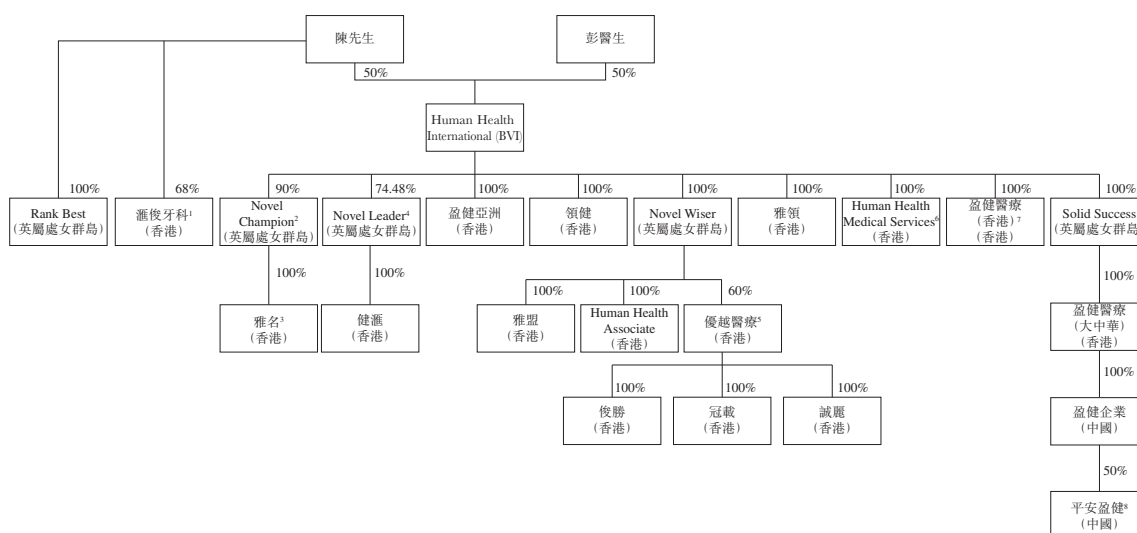 陳先生
彭醫生
50%
50%
Human Health
International (BVI)
100%
68%
90%
74.48%
100%
100%
100%
100%
100%
100%
100%
Rank Best
(英屬處女群島)
滙俊牙科¹
(香港)
Novel
Champion²
(英屬處女群島)
Novel Leader⁴
(英屬處女群島)
盈健亞洲
(香港)
領健
(香港)
Novel Wiser
(英屬處女群島)
雅領
(香港)
Human Health
Medical Services⁶
(香港)
盈健醫療
(香港)⁷
(香港)
Solid Success
(英屬處女群島)
100%
100%
100%
100%
60%
100%
雅名³
(香港)
健滙
(香港)
雅盟
(香港)
Human Health
Associate
(香港)
優越醫療⁵
(香港)
盈健醫療
(大中華)
(香港)
100%
100%
100%
100%
俊勝
(香港)
冠載
(香港)
誠麗
(香港)
盈健企業
(中國)
50%
平安盈健⁸
(中國)